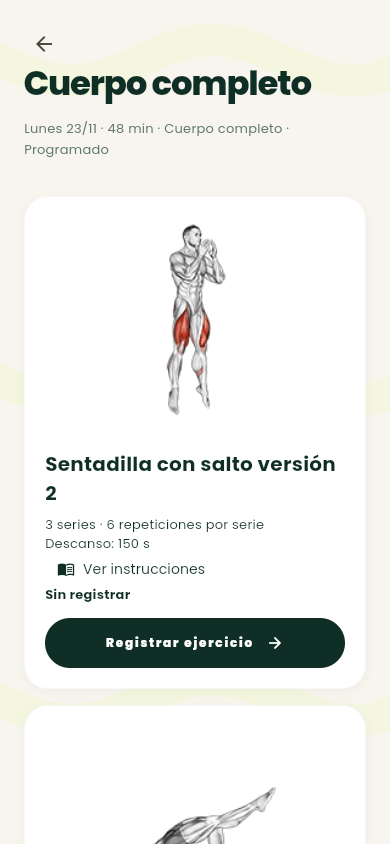 Cuerpo completo
Lunes 23/11 · 48 min · Cuerpo completo ·
Programado
Sentadilla con salto versión
2
3 series · 6 repeticiones por serie
Descanso: 150 s
Ver instrucciones
Sin registrar
Registrar ejercicio